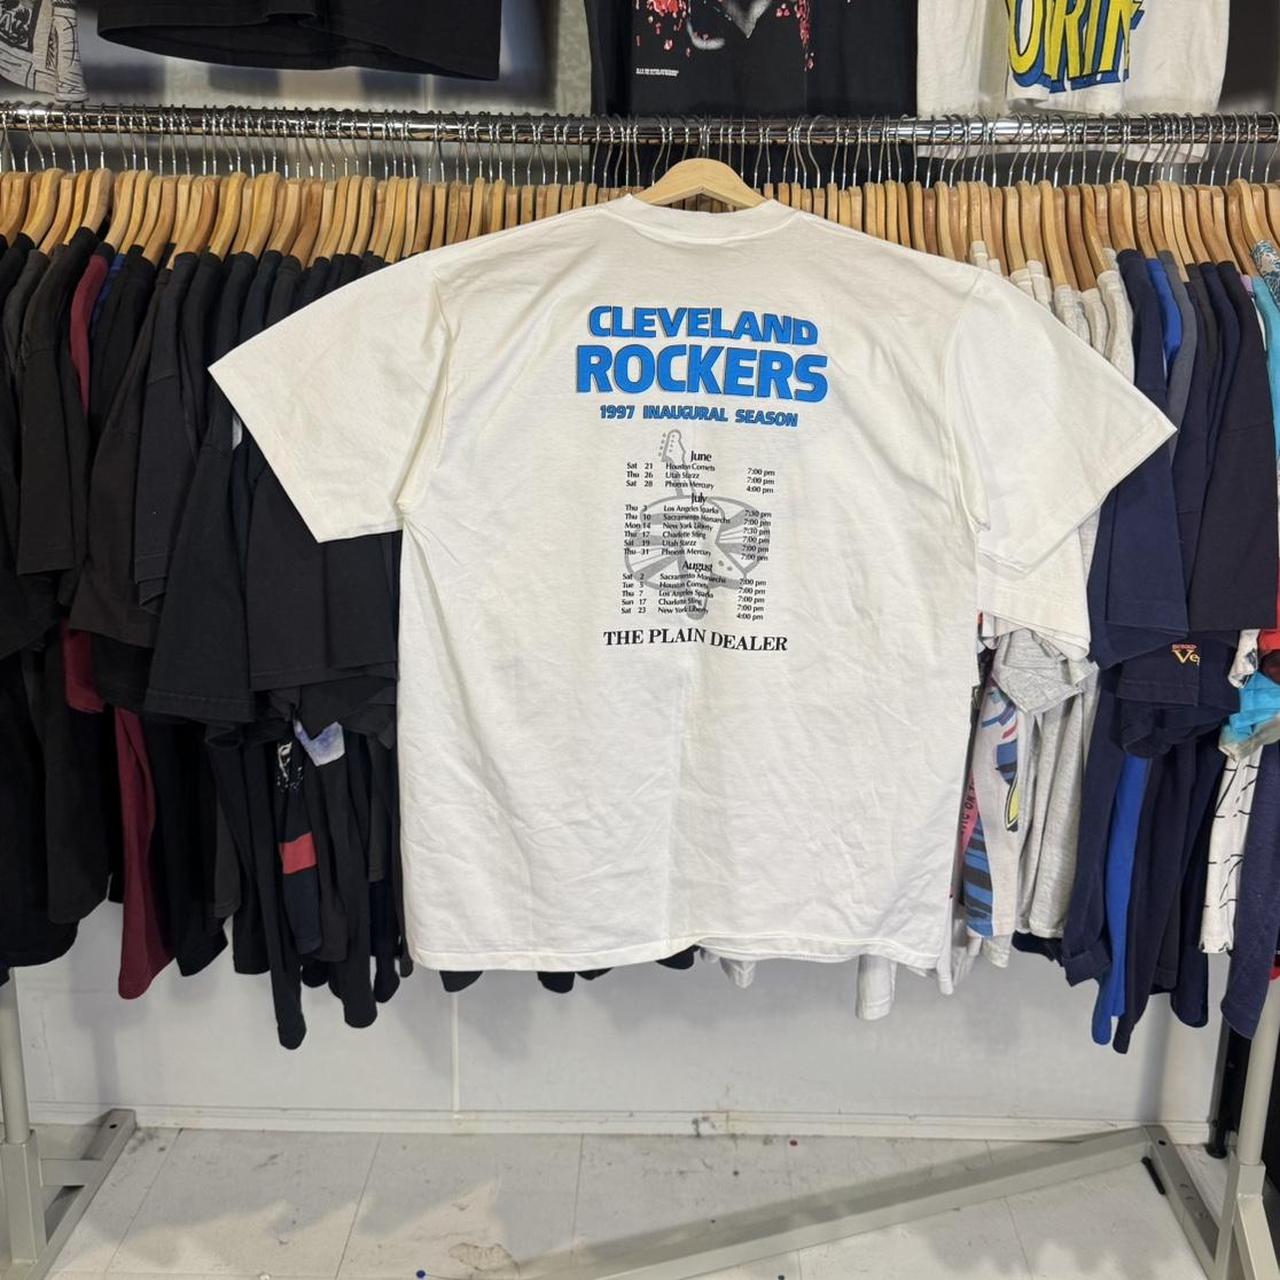 CLEVELAND
ROCKERS
1997 INAUGURAL SEASON
June
Sat 21 Houston Comets 7:00 pm
Thu 26 Utah Starzz 7:00 pm
Sat 28 Phoenix Mercury 4:00 pm
July
Thu 3 Los Angeles Sparks 7:30 pm
Thu 10 Sacramento Monarchs 7:00 pm
Mon 14 New York Liberty 7:30 pm
Thu 17 Charlotte Sting 7:00 pm
Sat 19 Utah Starzz 7:00 pm
Thu 31 Phoenix Mercury 7:00 pm
August
Sat 2 Sacramento Monarchs 7:00 pm
Tue 5 Houston Comets 7:00 pm
Thu 7 Los Angeles Sparks 7:00 pm
Sun 17 Charlotte Sting 7:00 pm
Sat 23 New York Liberty 4:00 pm
THE PLAIN DEALER